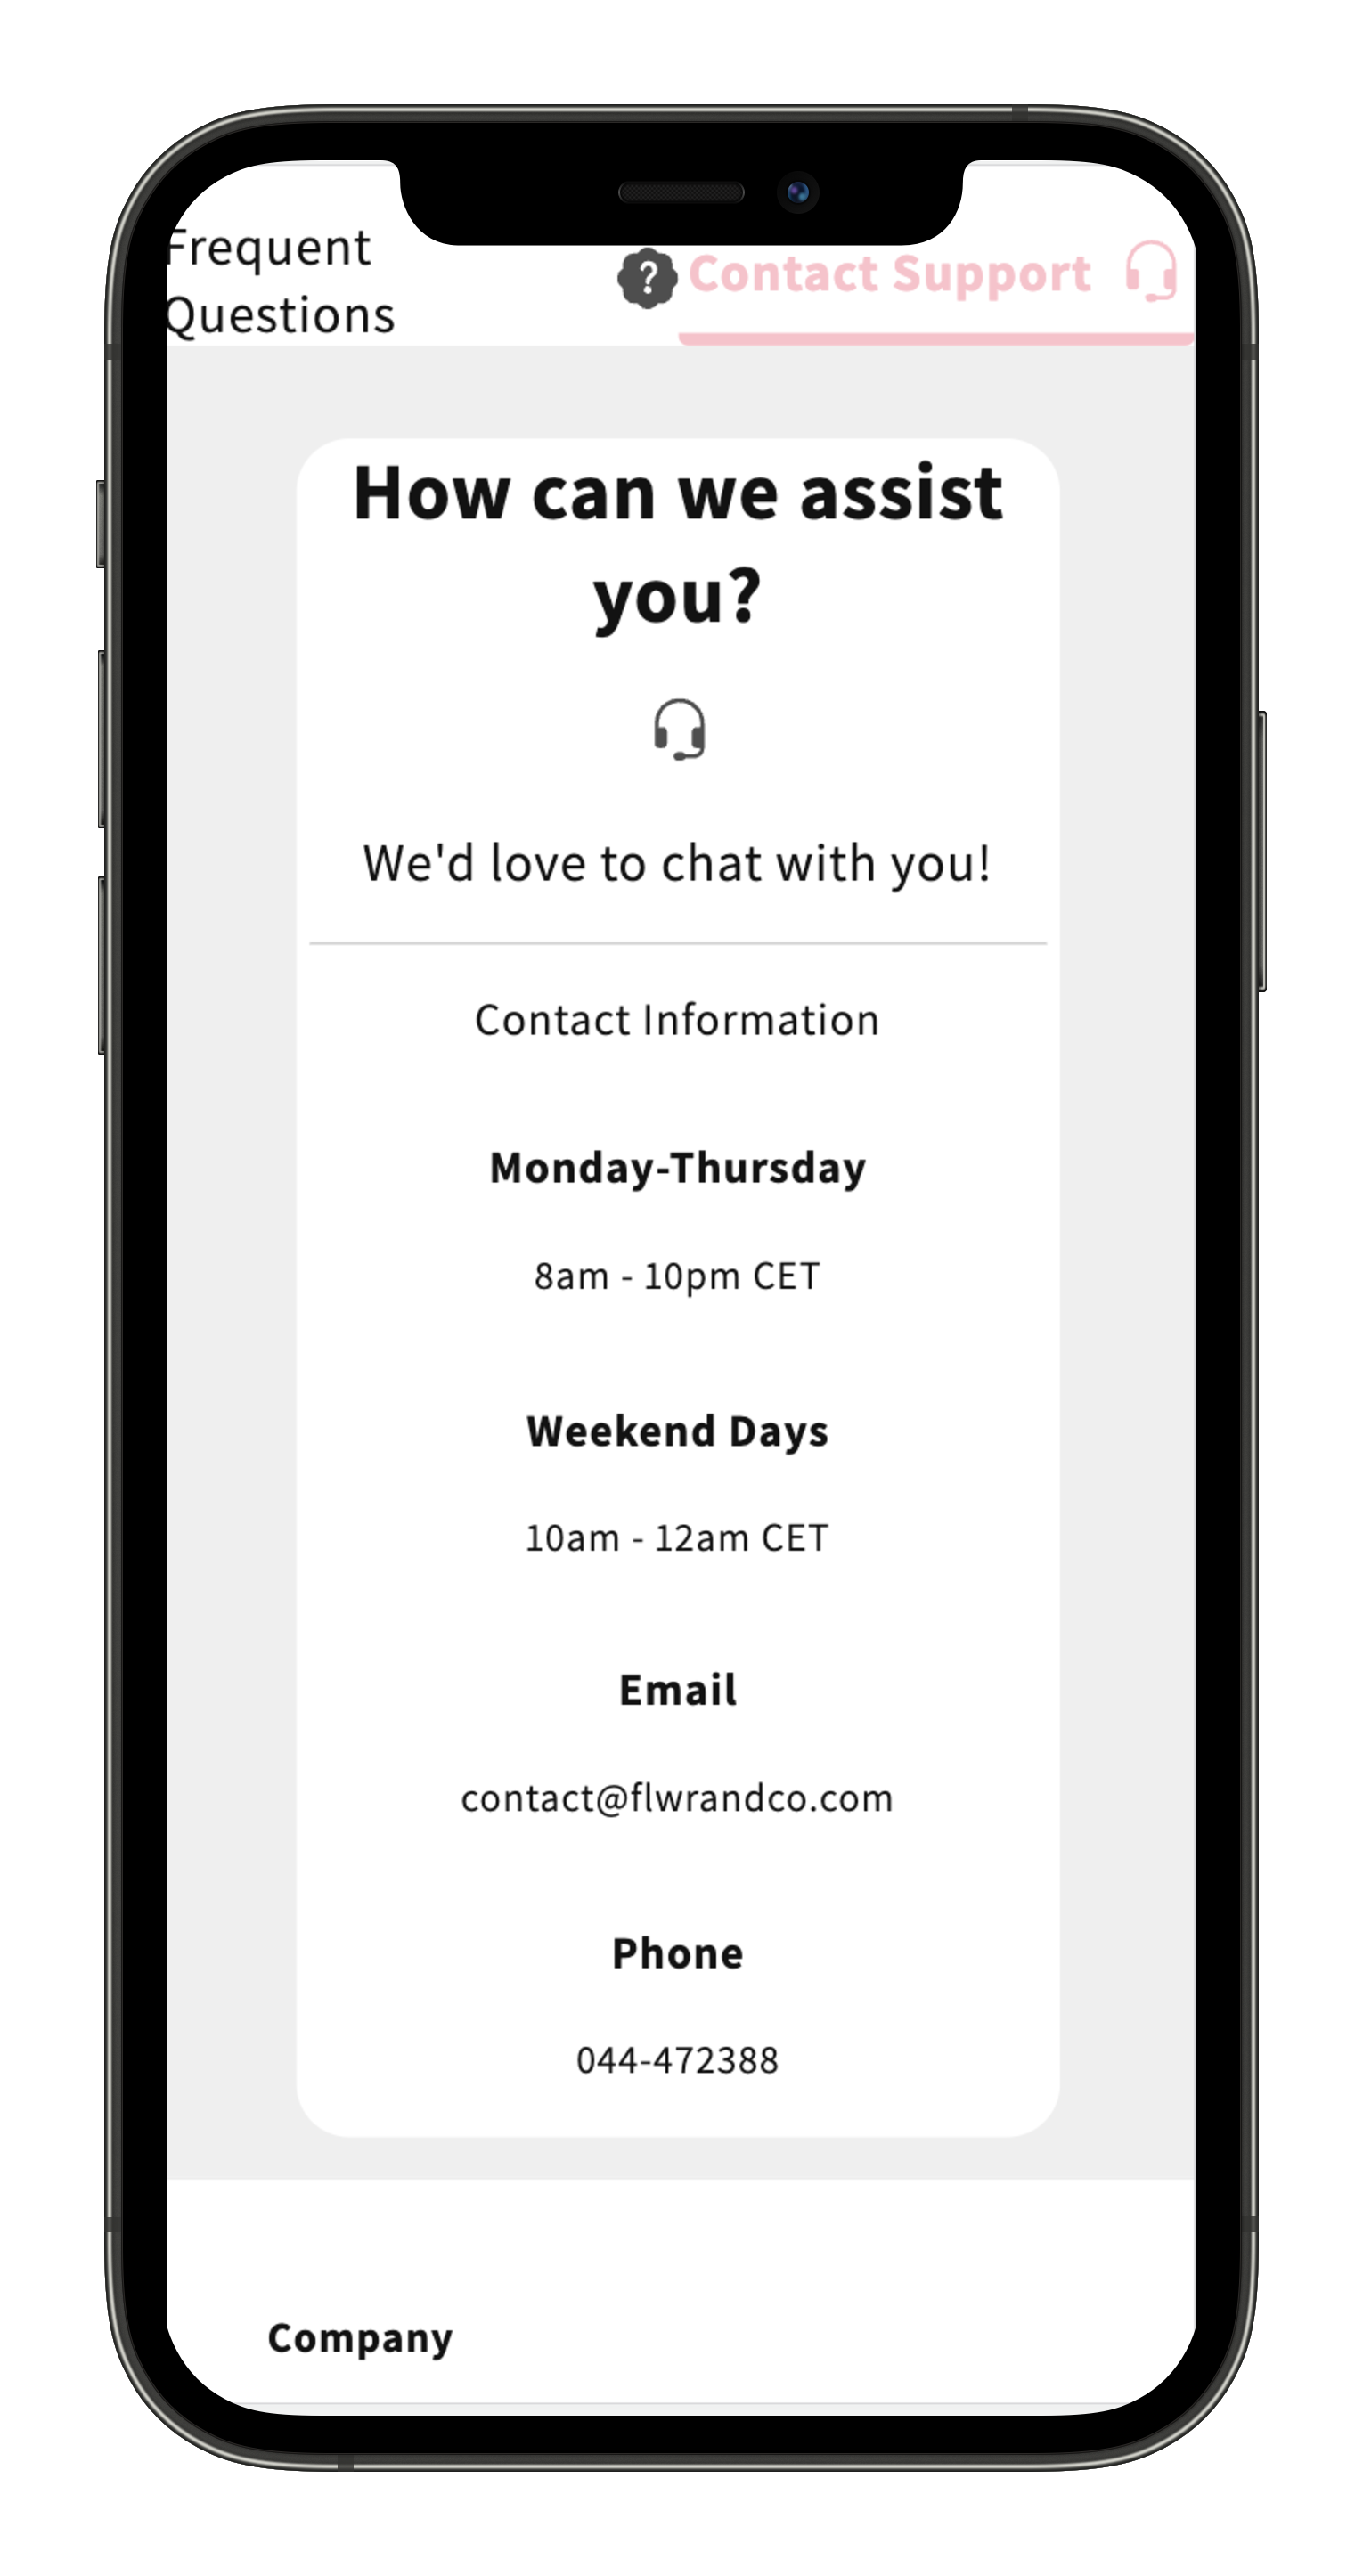 Frequent
Questions
?
Contact Support
How can we assist
you?
We'd love to chat with you!
Contact Information
Monday-Thursday
8am - 10pm CET
Weekend Days
10am - 12am CET
Email
contact@flwrandco.com
Phone
044-472388
Company